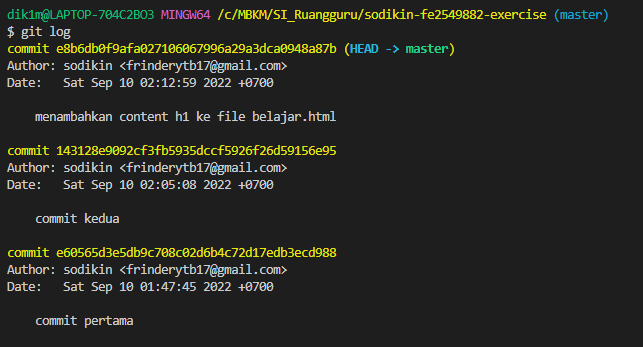 dik1m@LAPTOP-704C2BO3 MINGW64 /c/MBKM/SI_Ruangguru/sodikin-fe2549882-exercise (master)
$ git log
commit e8b6db0f9afa027106067996a29a3dca0948a87b (HEAD -> master)
Author: sodikin <frinderytb17@gmail.com>
Date:   Sat Sep 10 02:12:59 2022 +0700
menambahkan content h1 ke file belajar.html
commit 143128e9092cf3fb5935dccf5926f26d59156e95
Author: sodikin <frinderytb17@gmail.com>
Date:   Sat Sep 10 02:05:08 2022 +0700
commit kedua
commit e60565d3e5db9c708c02d6b4c72d17edb3ecd988
Author: sodikin <frinderytb17@gmail.com>
Date:   Sat Sep 10 01:47:45 2022 +0700
commit pertama